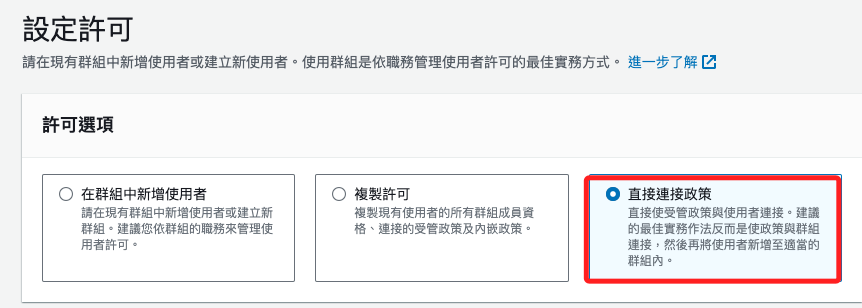 設定許可
請在現有群組中新增使用者或建立新使用者。使用群組是依職務管理使用者許可的最佳實務方式。 進一步了解
許可選項
在群組中新增使用者
請在現有群組中新增使用者或建立新
群組。建議您依群組的職務來管理使
用者許可。
複製許可
複製現有使用者的所有群組成員資
格、連接的受管政策及內嵌政策。
直接連接政策
直接使受管政策與使用者連接。建議
的最佳實務作法反而是使政策與群組
連接，然後再將使用者新增至適當的
群組內。